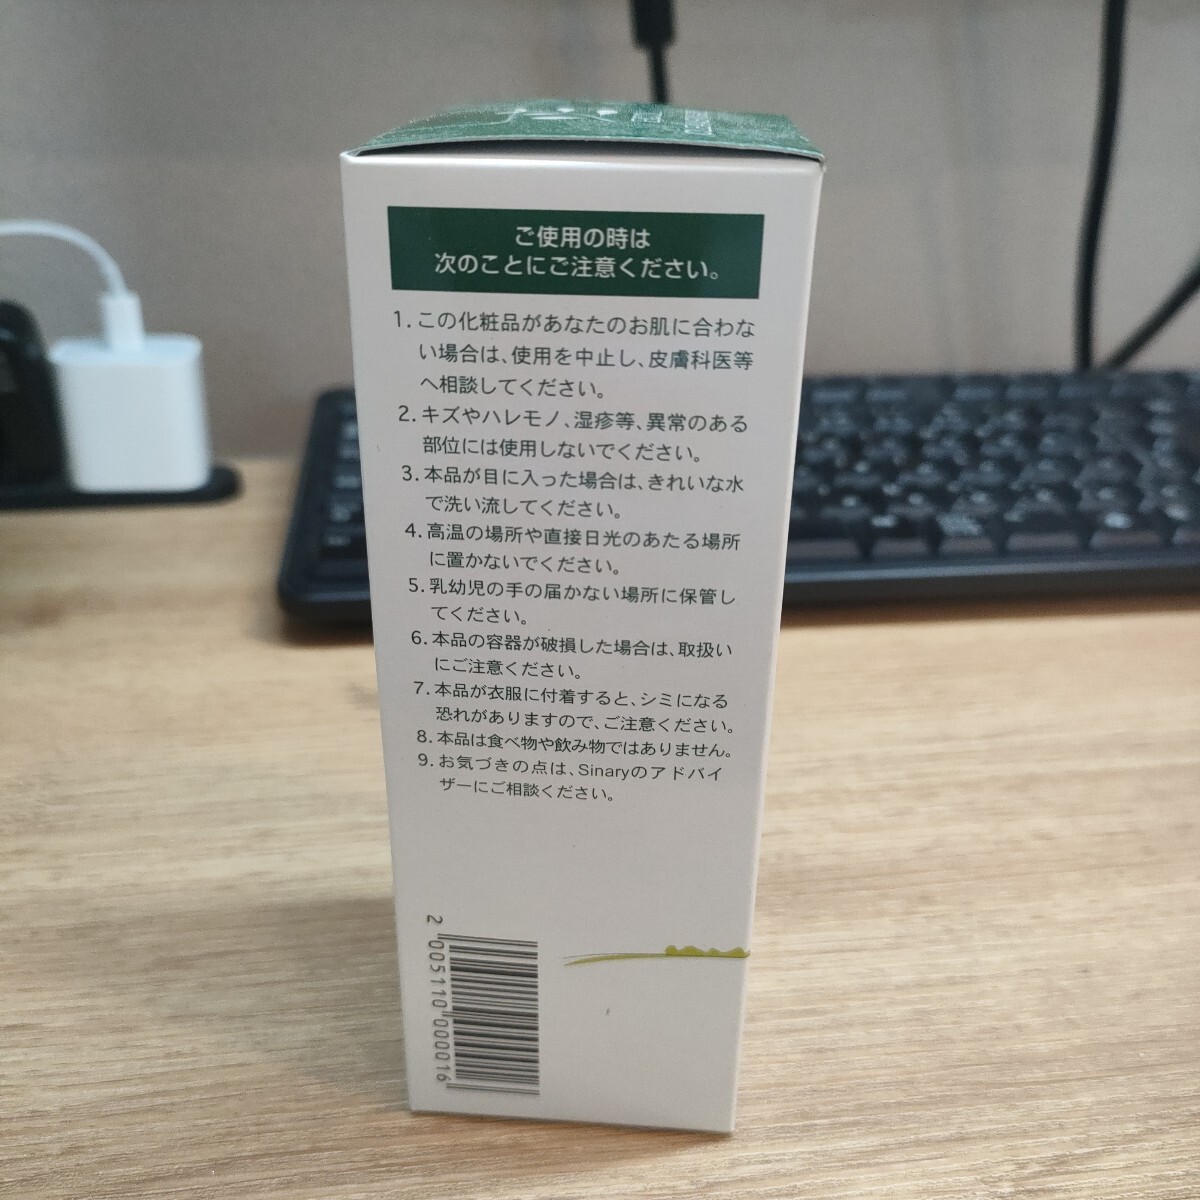 ご使用の時は
次のことにご注意ください。
1. この化粧品があなたのお肌に合わな
い場合は、使用を中止し、皮膚科医等
へ相談してください。
2. キズやハレモノ、湿疹等、異常のある
部位には使用しないでください。
3. 本品が目に入った場合は、きれいな水
で洗い流してください。
4. 高温の場所や直接日光のあたる場所
に置かないでください。
5. 乳幼児の手の届かない場所に保管し
てください。
6. 本品の容器が破損した場合は、取扱い
にご注意ください。
7. 本品が衣服に付着すると、シミになる
恐れがありますので、ご注意ください。
8. 本品は食べ物や飲み物ではありません。
9. お気づきの点は、Sinaryのアドバイ
ザーにご相談ください。
2 005110 000016